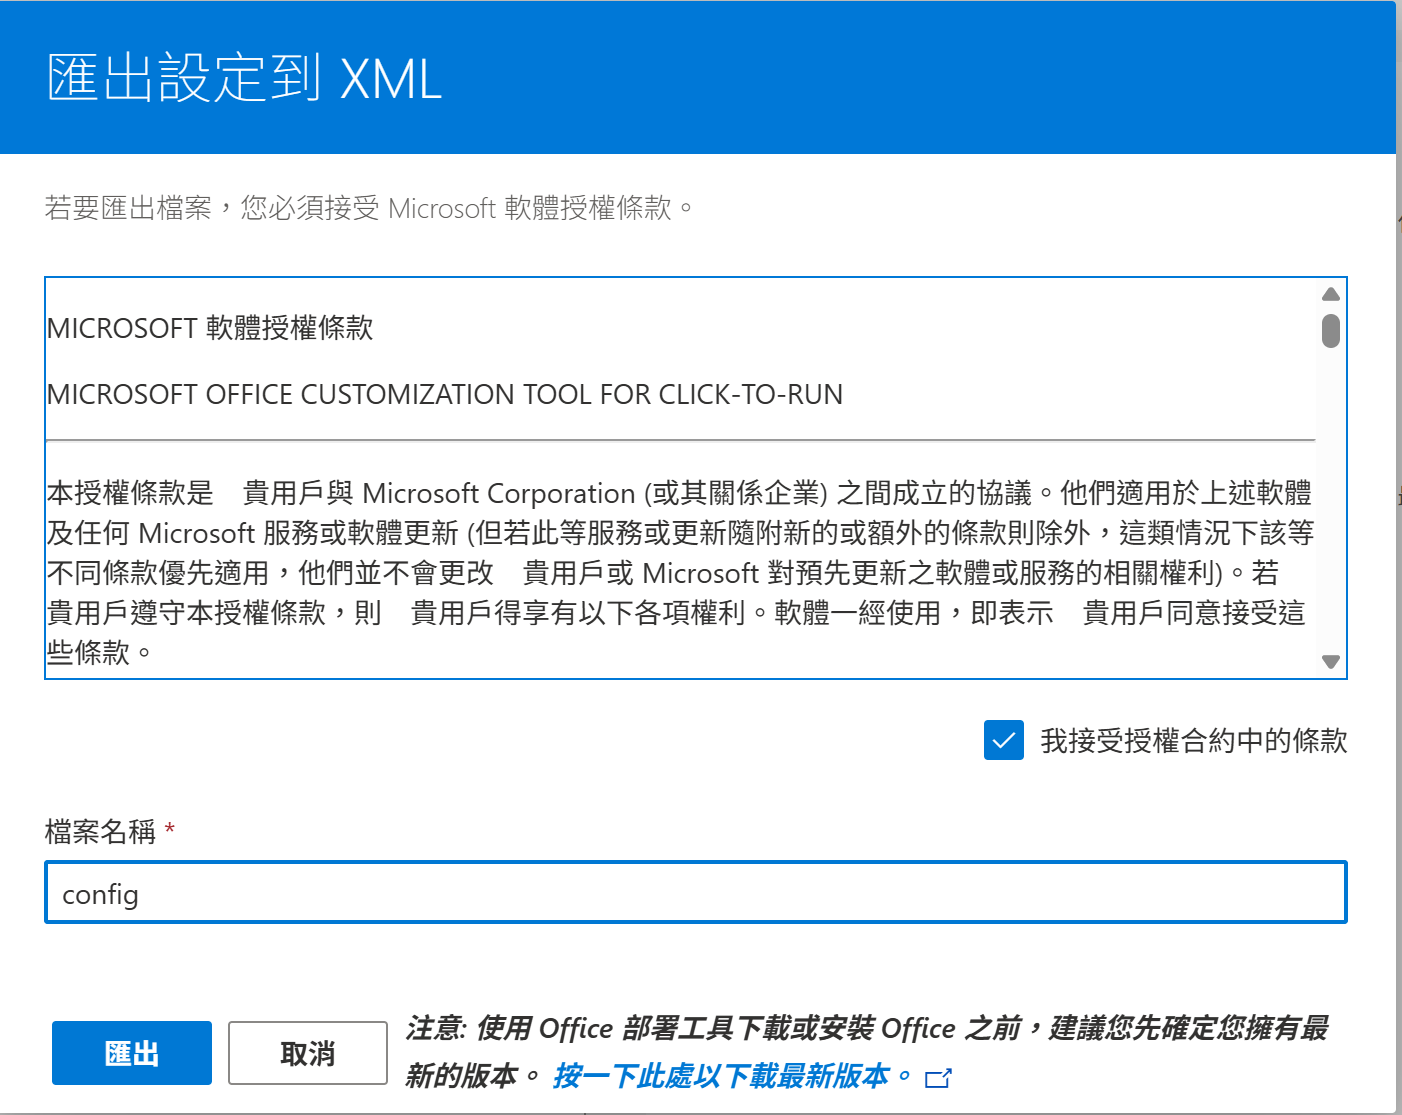 匯出設定到 XML
若要匯出檔案，您必須接受 Microsoft 軟體授權條款。
MICROSOFT 軟體授權條款
MICROSOFT OFFICE CUSTOMIZATION TOOL FOR CLICK-TO-RUN
本授權條款是　貴用戶與 Microsoft Corporation (或其關係企業) 之間成立的協議。他們適用於上述軟體
及任何 Microsoft 服務或軟體更新 (但若此等服務或更新隨附新的或額外的條款則除外，這類情況下該等
不同條款優先適用，他們並不會更改　貴用戶或 Microsoft 對預先更新之軟體或服務的相關權利)。若
貴用戶遵守本授權條款，則　貴用戶得享有以下各項權利。軟體一經使用，即表示　貴用戶同意接受這
些條款。
我接受授權合約中的條款
檔案名稱 *
config
匯出
取消
注意: 使用 Office 部署工具下載或安裝 Office 之前，建議您先確定您擁有最
新的版本。 按一下此處以下載最新版本。